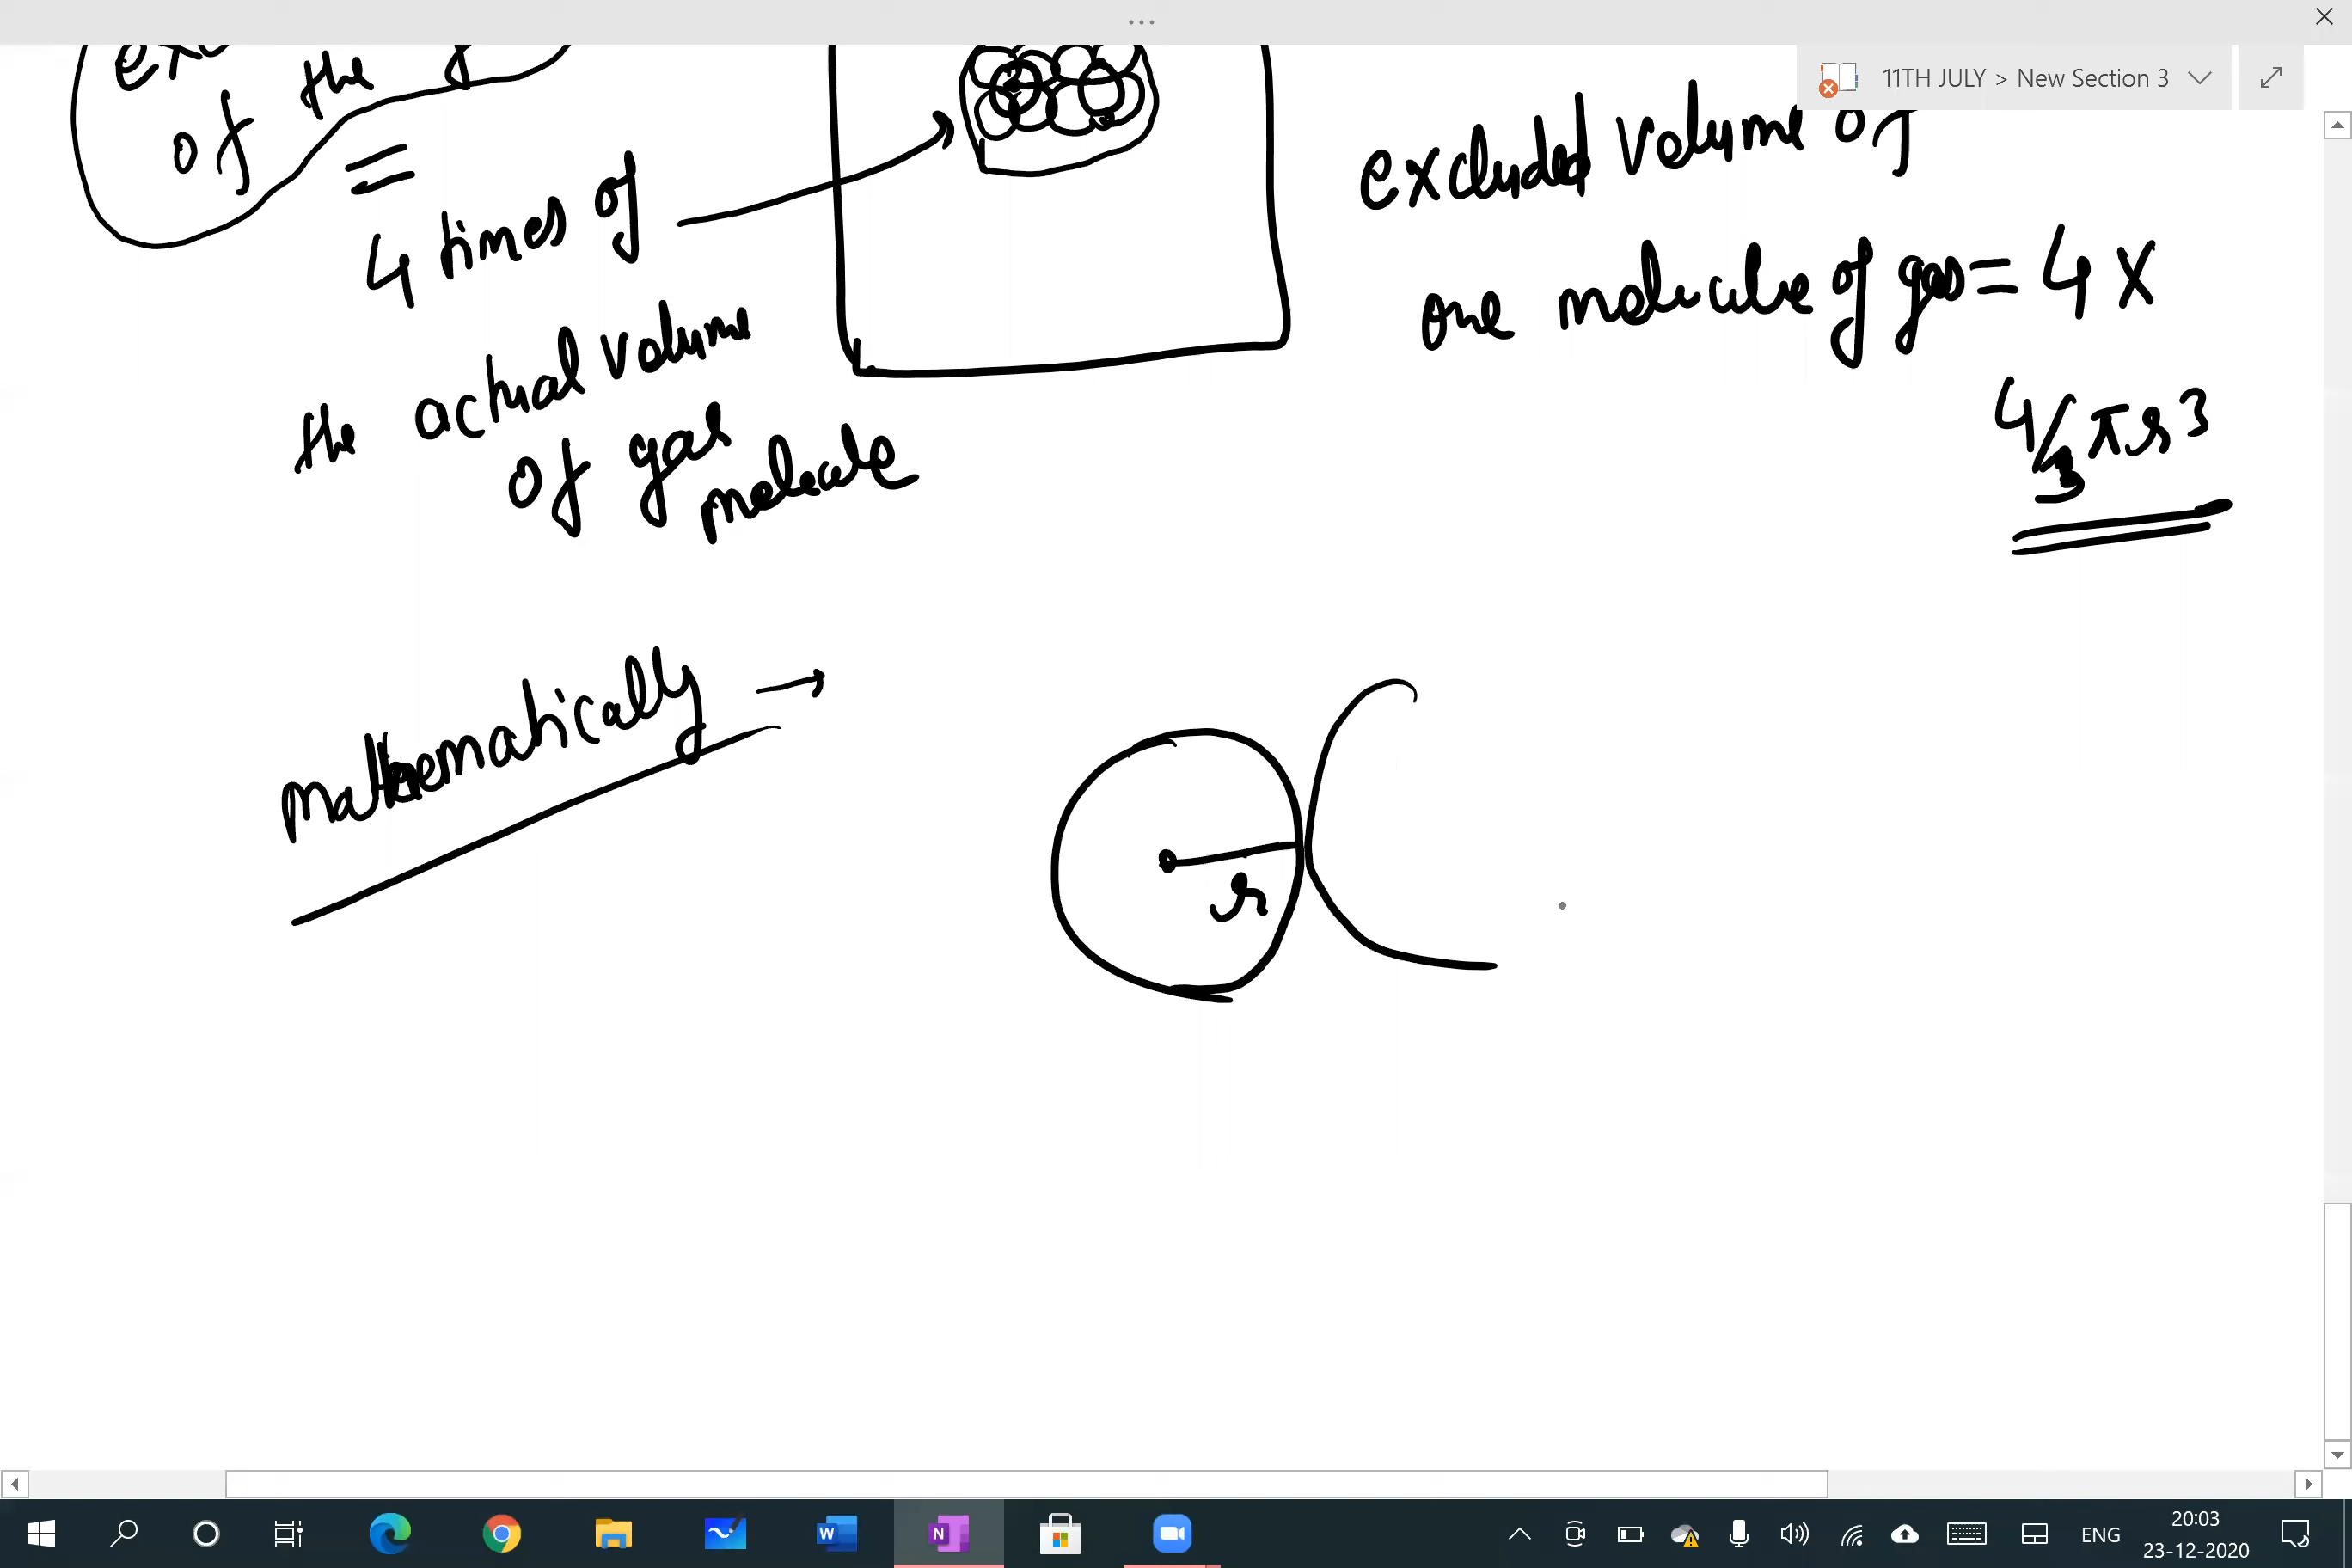 11TH JULY > New Section 3
of the
4 times of
the actual volume
of gas
molecule
excluded Volume of
one molecule of gas = 4 x
4/3 πr3
mathematically →
r
ENG
20:03
23-12-2020